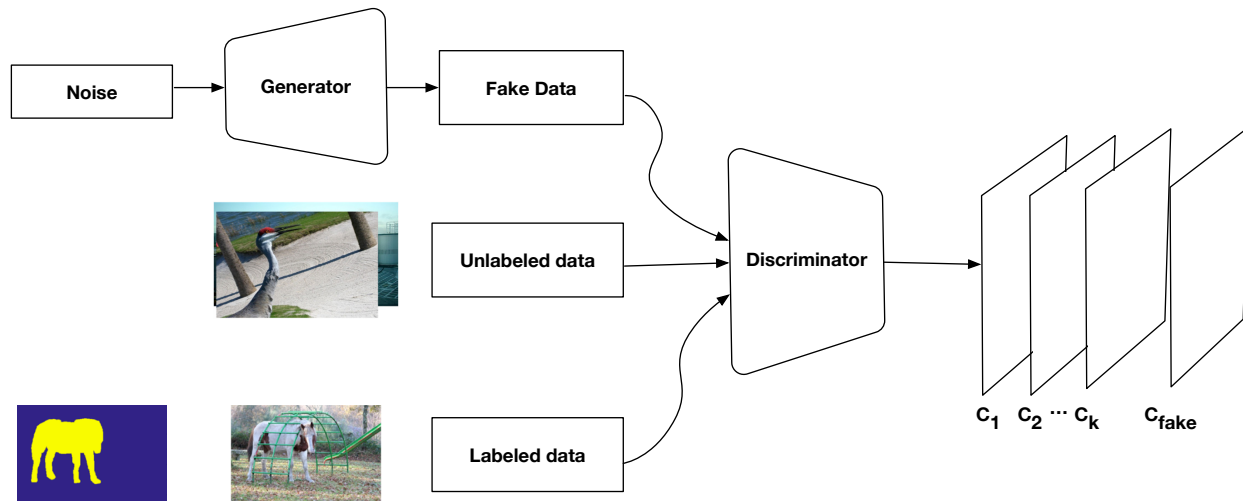 Noise
Generator
Fake Data
Unlabeled data
Discriminator
Labeled data
C1 C2 ... Ck Cfake